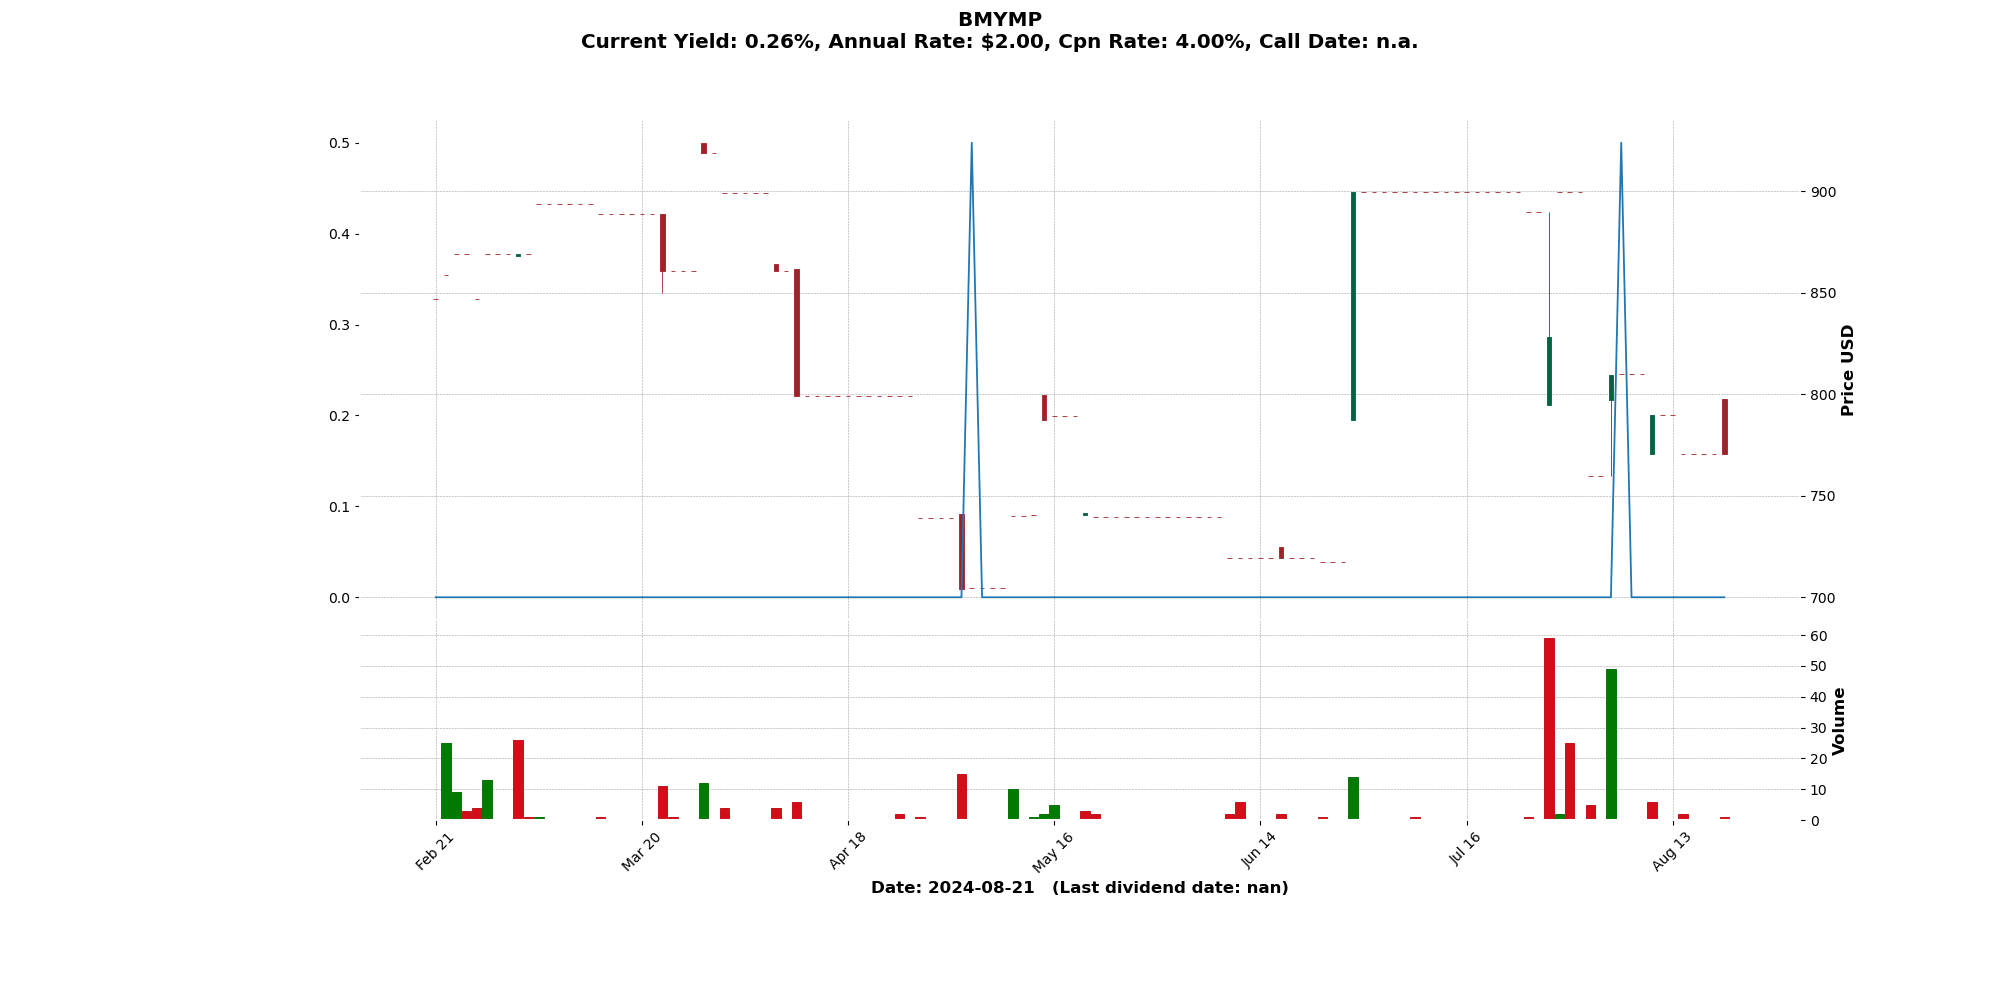 BMYMP
Current Yield: 0.26%, Annual Rate: $2.00, Cpn Rate: 4.00%, Call Date: n.a.
0.5
0.4
0.3
0.2
0.1
0.0
900
850
800
750
700
Price USD
60
50
40
30
20
10
0
Volume
Feb 21
Mar 20
Apr 18
May 16
Jun 14
Jul 16
Aug 13
Date: 2024-08-21 (Last dividend date: nan)